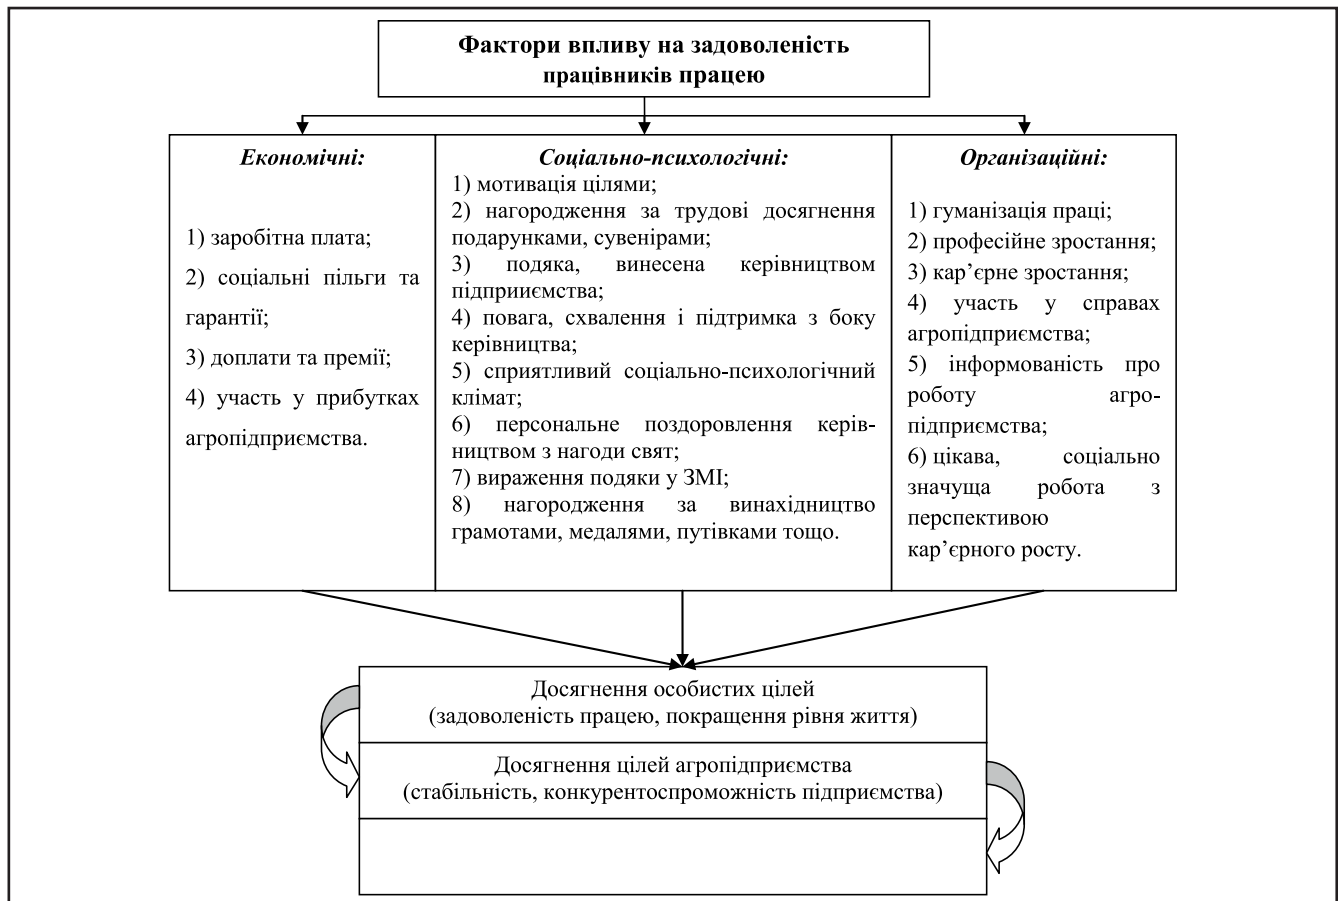 Фактори впливу на задоволеність
працівників працею
Економічні:
1) заробітна плата;
2) соціальні пільги та
гарантії;
3) доплати та премії;
4) участь у прибутках
агропідприємства.
Соціально-психологічні:
1) мотивація цілями;
2) нагородження за трудові досягнення
подарунками, сувенірами;
3) подяка, винесена керівництвом
підприиємства;
4) повага, схвалення і підтримка з боку
керівництва;
5) сприятливий соціально-психологічний
клімат;
6) персональне поздоровлення керів-
ництвом з нагоди свят;
7) вираження подяки у ЗМІ;
8) нагородження за винахідництво
грамотами, медалями, путівками тощо.
Організаційні:
1) гуманізація праці;
2) професійне зростання;
3) кар’єрне зростання;
4) участь у справах
агропідприємства;
5) інформованість про
роботу агро-
підприємства;
6) цікава, соціально
значуща робота з
перспективою
кар’єрного росту.
Досягнення особистих цілей
(задоволеність працею, покращення рівня життя)
Досягнення цілей агропідприємства
(стабільність, конкурентоспроможність підприємства)